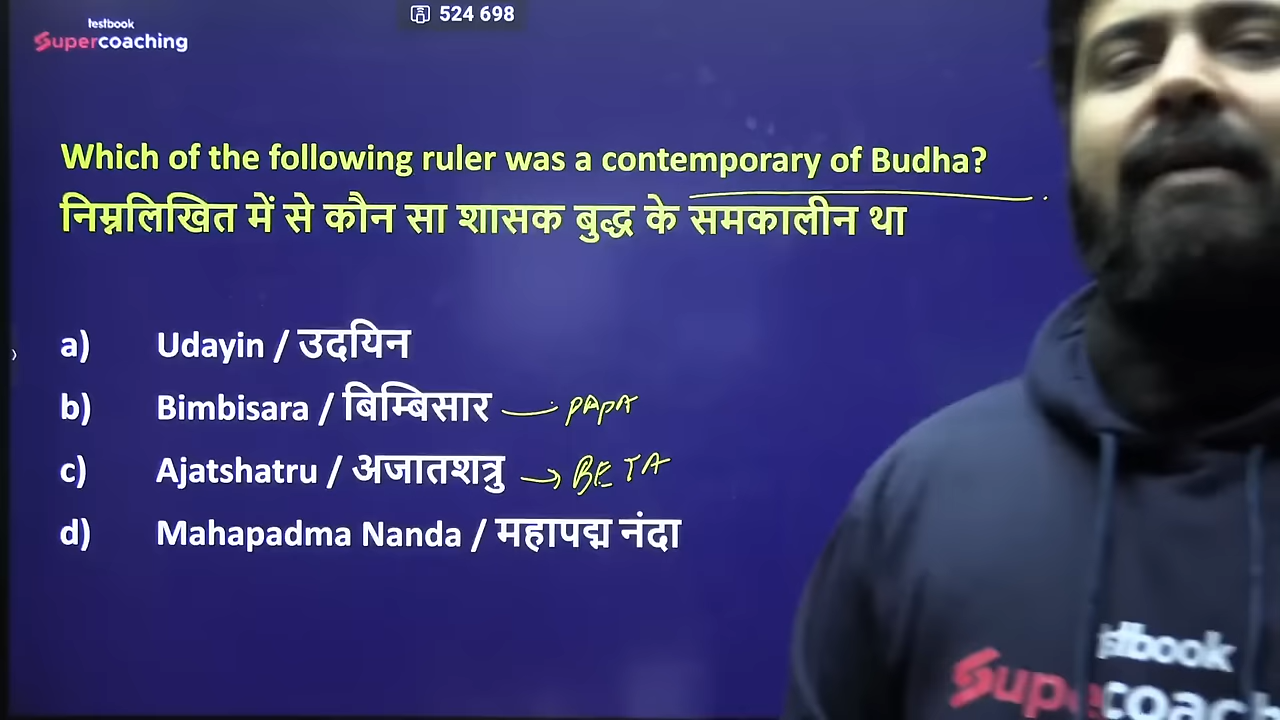 testbook
Supercoaching
524 698
Which of the following ruler was a contemporary of Budha?
निम्नलिखित में से कौन सा शासक बुद्ध के समकालीन था
a) Udayin / उदयिन
b) Bimbisara / बिम्बिसार — PAPA
c) Ajatshatru / अजातशत्रु → BETA
d) Mahapadma Nanda / महापद्म नंदा
testbook
Supercoach